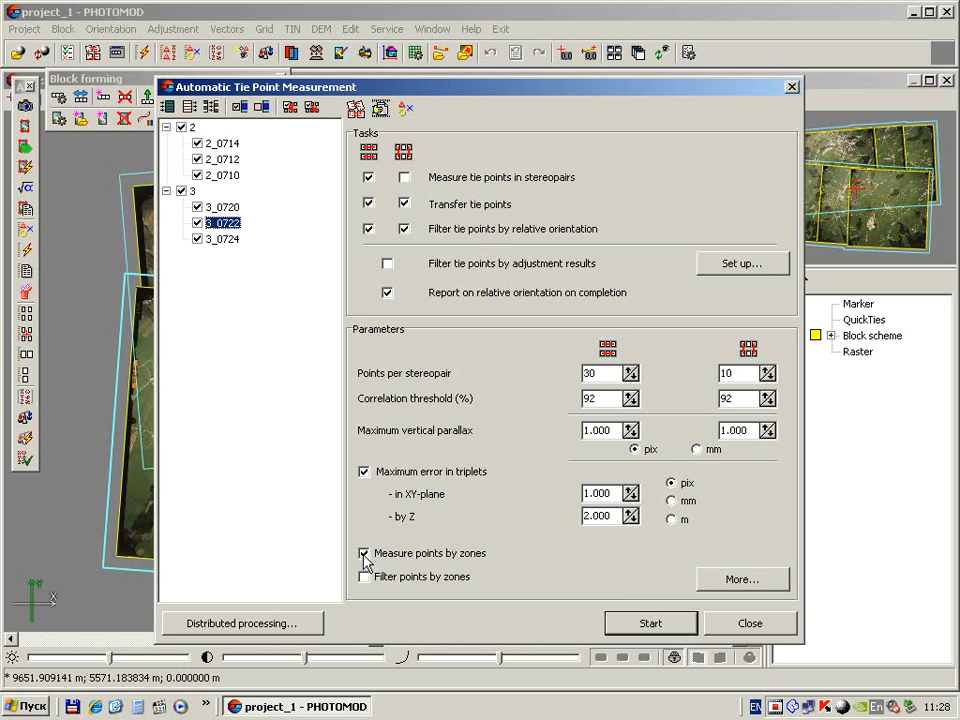 project_1 - PHOTOMOD
Project Block Orientation Adjustment Vectors Grid TIN DEM Edit Service Window Help Exit
Block forming
Automatic Tie Point Measurement
2
2_0714
2_0712
2_0710
3
3_0720
3_0722
3_0724
Tasks
Measure tie points in stereopairs
Transfer tie points
Filter tie points by relative orientation
Filter tie points by adjustment results
Set up...
Report on relative orientation on completion
Parameters
Points per stereopair 30 10
Correlation threshold (%) 92 92
Maximum vertical parallax 1.000 1.000
pix mm
Maximum error in triplets
pix
- in XY-plane 1.000
mm
- by Z 2.000
m
Measure points by zones
Filter points by zones
More...
Distributed processing...
Start
Close
Marker
QuickTies
Block scheme
Raster
X
* 9651.909141 m; 5571.183834 m; 0.000000 m
Пуск
project_1 - PHOTOMOD
EN
En
11:28